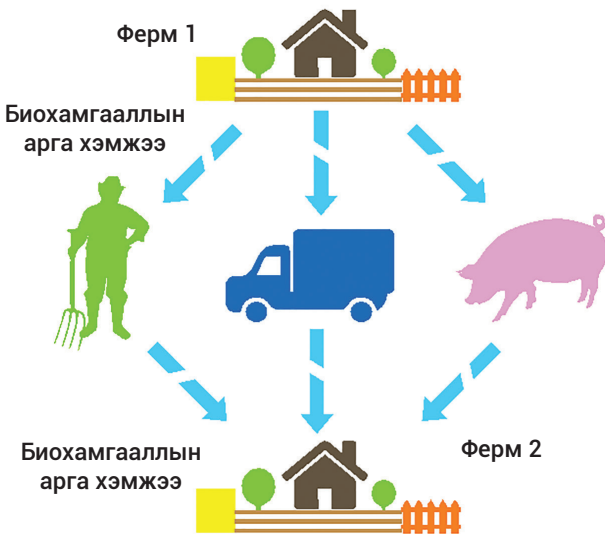 Ферм 1
Биохамгааллын
арга хэмжээ
Биохамгааллын
арга хэмжээ
Ферм 2